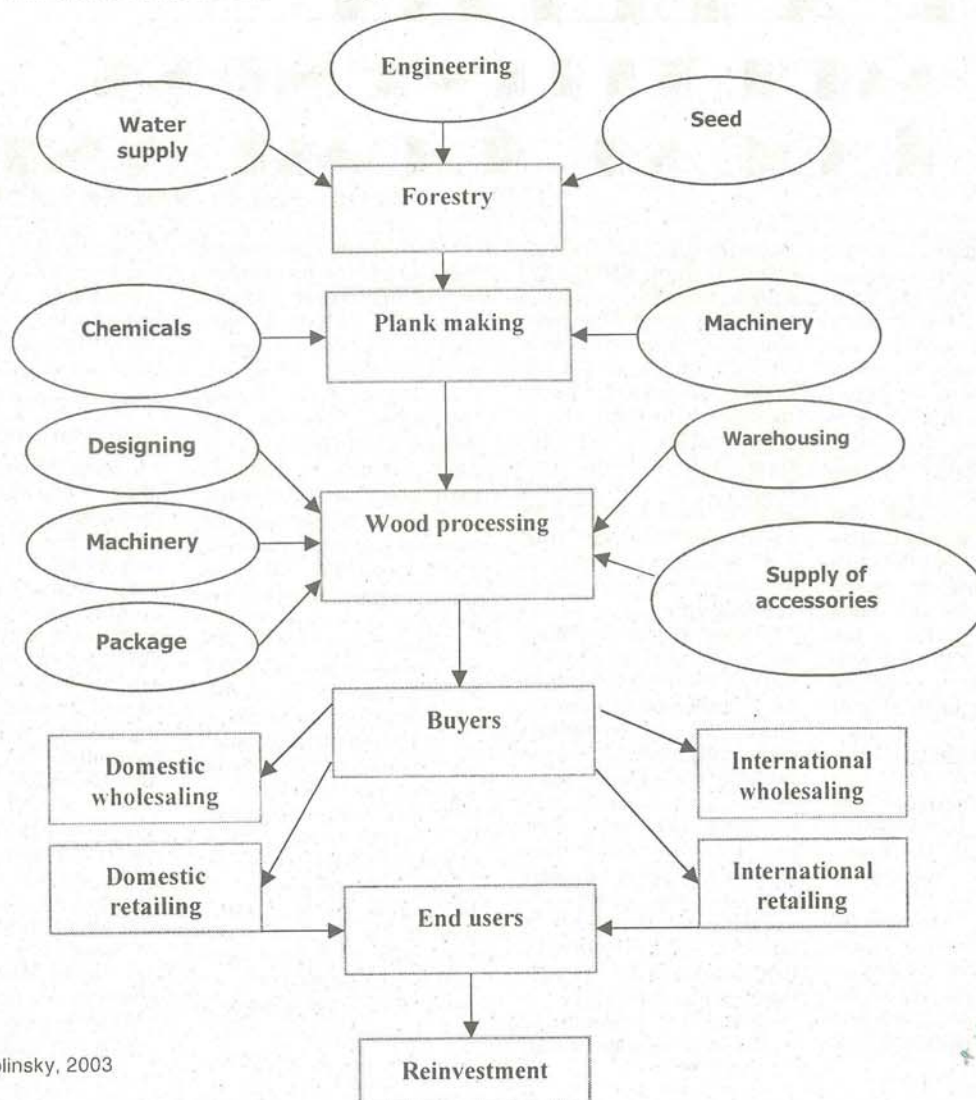 Engineering
Water
supply
Seed
Forestry
Chemicals
Plank making
Machinery
Designing
Warehousing
Wood processing
Machinery
Supply of
accessories
Package
Buyers
Domestic
wholesaling
International
wholesaling
Domestic
retailing
International
retailing
End users
Reinvestment
linsky, 2003